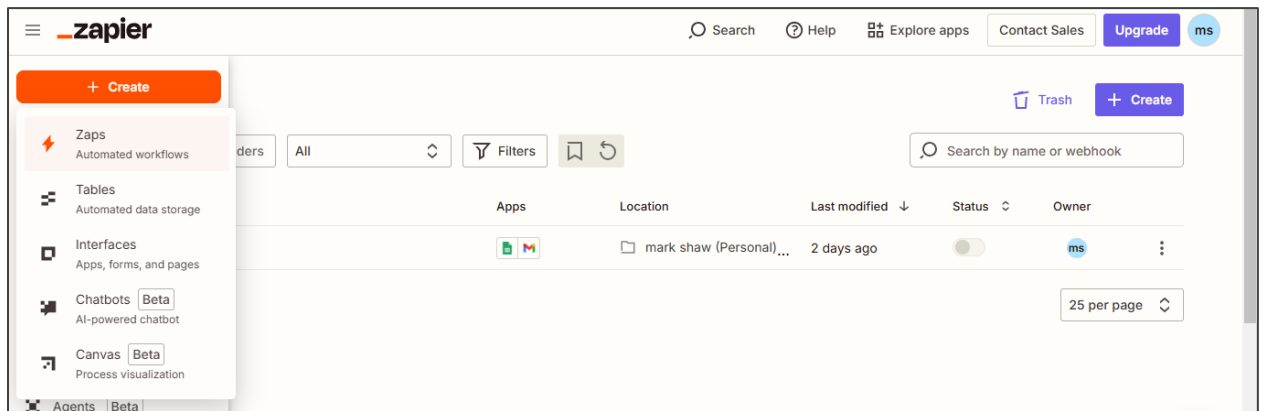 zapier
Search
Help
Explore apps
Contact Sales
Upgrade
ms
+ Create
Trash
+ Create
Zaps
Automated workflows
ders
All
Filters
Search by name or webhook
Tables
Automated data storage
Apps
Location
Last modified
Status
Owner
Interfaces
Apps, forms, and pages
mark shaw (Personal)...
2 days ago
ms
Chatbots Beta
AI-powered chatbot
25 per page
Canvas Beta
Process visualization
Agents Beta